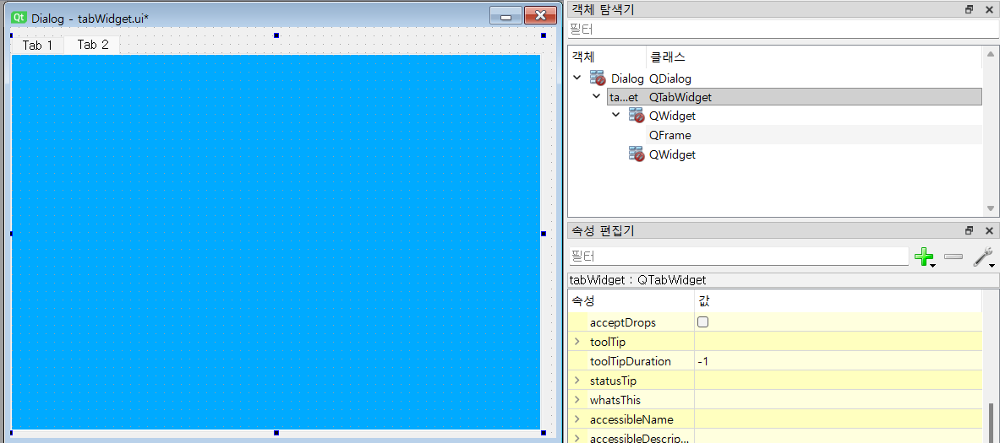 Qt Dialog - tabWidget.ui*
Tab 1 Tab 2
객체 탐색기
필터
객체 클래스
Dialog QDialog
ta...et QTabWidget
QWidget
QFrame
QWidget
속성 편집기
필터
tabWidget : QTabWidget
속성 값
acceptDrops
toolTip
toolTipDuration -1
statusTip
whatsThis
accessibleName
accessibleDescrip...